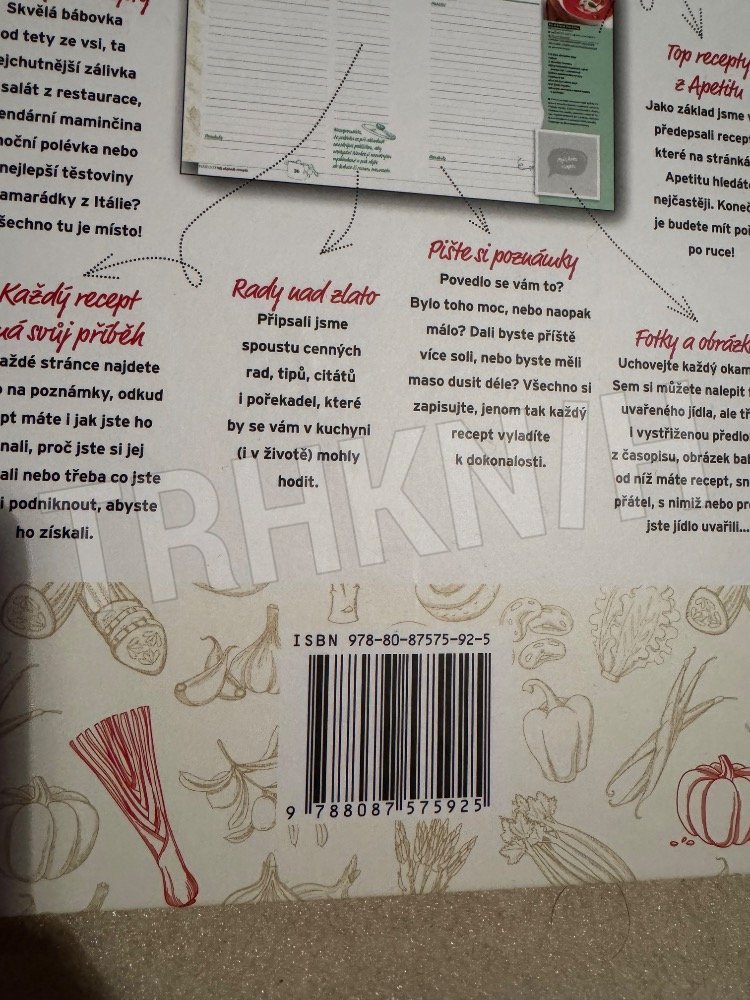 Skvělá bábovka
od tety ze vsi, ta
ejchutnější zálivka
salát z restaurace,
endární maminčina
noční polévka nebo
nejlepší těstoviny
amarádky z Itálie?
šechno tu je místo!
Top recepty
z Apetitu
Jako základ jsme v
předepsali recep
které na stránká
Apetitu hledáte
nejčastěji. Koneč
je budete mít po
po ruce!
Každý recept
má svůj příběh
aždé stránce najdete
o na poznámky, odkud
pt máte i jak jste ho
nali, proč jste si jej
ali nebo třeba co jste
i podniknout, abyste
ho získali.
Rady nad zlato
Připsali jsme
spoustu cenných
rad, tipů, citátů
i pořekadel, které
by se vám v kuchyni
(i v životě) mohly
hodit.
Pište si poznámky
Povedlo se vám to?
Bylo toho moc, nebo naopak
málo? Dali byste příště
více soli, nebo byste měli
maso dusit déle? Všechno si
zapisujte, jenom tak každý
recept vyladíte
k dokonalosti.
Fotky a obrázk
Uchovejte každý okam
Sem si můžete nalepit f
uvařeného jídla, ale tř
i vystřiženou předlo
z časopisu, obrázek bal
od níž máte recept, sn
přátel, s nimiž nebo pro
jste jídlo uvařili...
TRHKNIH
ISBN 978-80-87575-92-5
9 788087 575925